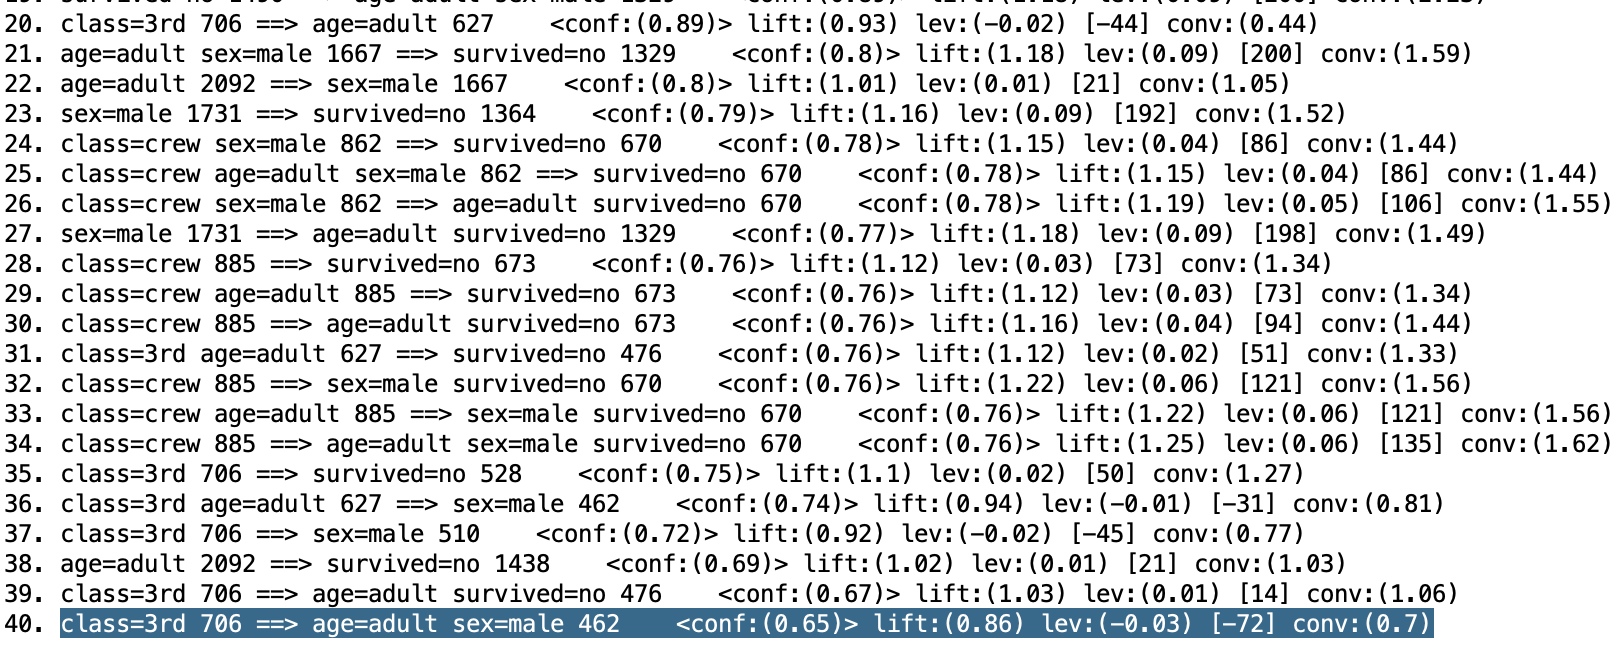 20. class=3rd 706 ==> age=adult 627    <conf:(0.89)> lift:(0.93) lev:(-0.02) [-44] conv:(0.44)
21. age=adult sex=male 1667 ==> survived=no 1329    <conf:(0.8)> lift:(1.18) lev:(0.09) [200] conv:(1.59)
22. age=adult 2092 ==> sex=male 1667    <conf:(0.8)> lift:(1.01) lev:(0.01) [21] conv:(1.05)
23. sex=male 1731 ==> survived=no 1364    <conf:(0.79)> lift:(1.16) lev:(0.09) [192] conv:(1.52)
24. class=crew sex=male 862 ==> survived=no 670    <conf:(0.78)> lift:(1.15) lev:(0.04) [86] conv:(1.44)
25. class=crew age=adult sex=male 862 ==> survived=no 670    <conf:(0.78)> lift:(1.15) lev:(0.04) [86] conv:(1.44)
26. class=crew sex=male 862 ==> age=adult survived=no 670    <conf:(0.78)> lift:(1.19) lev:(0.05) [106] conv:(1.55)
27. sex=male 1731 ==> age=adult survived=no 1329    <conf:(0.77)> lift:(1.18) lev:(0.09) [198] conv:(1.49)
28. class=crew 885 ==> survived=no 673    <conf:(0.76)> lift:(1.12) lev:(0.03) [73] conv:(1.34)
29. class=crew age=adult 885 ==> survived=no 673    <conf:(0.76)> lift:(1.12) lev:(0.03) [73] conv:(1.34)
30. class=crew 885 ==> age=adult survived=no 673    <conf:(0.76)> lift:(1.16) lev:(0.04) [94] conv:(1.44)
31. class=3rd age=adult 627 ==> survived=no 476    <conf:(0.76)> lift:(1.12) lev:(0.02) [51] conv:(1.33)
32. class=crew 885 ==> sex=male survived=no 670    <conf:(0.76)> lift:(1.22) lev:(0.06) [121] conv:(1.56)
33. class=crew age=adult 885 ==> sex=male survived=no 670    <conf:(0.76)> lift:(1.22) lev:(0.06) [121] conv:(1.56)
34. class=crew 885 ==> age=adult sex=male survived=no 670    <conf:(0.76)> lift:(1.25) lev:(0.06) [135] conv:(1.62)
35. class=3rd 706 ==> survived=no 528    <conf:(0.75)> lift:(1.1) lev:(0.02) [50] conv:(1.27)
36. class=3rd age=adult 627 ==> sex=male 462    <conf:(0.74)> lift:(0.94) lev:(-0.01) [-31] conv:(0.81)
37. class=3rd 706 ==> sex=male 510    <conf:(0.72)> lift:(0.92) lev:(-0.02) [-45] conv:(0.77)
38. age=adult 2092 ==> survived=no 1438    <conf:(0.69)> lift:(1.02) lev:(0.01) [21] conv:(1.03)
39. class=3rd 706 ==> age=adult survived=no 476    <conf:(0.67)> lift:(1.03) lev:(0.01) [14] conv:(1.06)
40. class=3rd 706 ==> age=adult sex=male 462    <conf:(0.65)> lift:(0.86) lev:(-0.03) [-72] conv:(0.7)